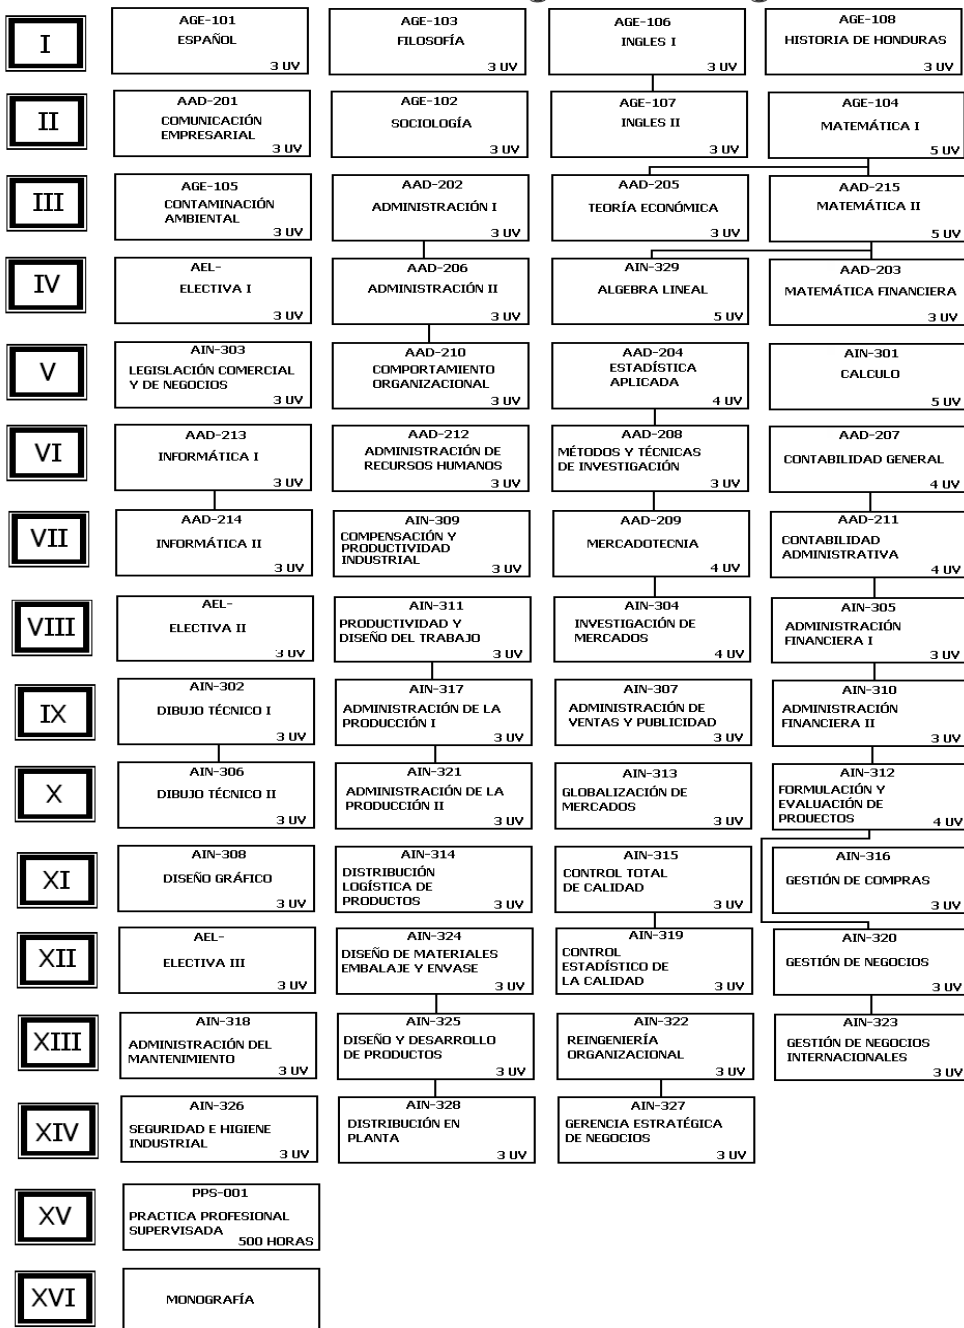 I
AGE-101
ESPAÑOL
3 UV
AGE-103
FILOSOFÍA
3 UV
AGE-106
INGLES I
3 UV
AGE-108
HISTORIA DE HONDURAS
3 UV
II
AAD-201
COMUNICACIÓN
EMPRESARIAL
3 UV
AGE-102
SOCIOLOGÍA
3 UV
AGE-107
INGLES II
3 UV
AGE-104
MATEMÁTICA I
5 UV
III
AGE-105
CONTAMINACIÓN
AMBIENTAL
3 UV
AAD-202
ADMINISTRACIÓN I
3 UV
AAD-205
TEORÍA ECONÓMICA
3 UV
AAD-215
MATEMÁTICA II
5 UV
IV
AEL-
ELECTIVA I
3 UV
AAD-206
ADMINISTRACIÓN II
3 UV
AIN-329
ALGEBRA LINEAL
5 UV
AAD-203
MATEMÁTICA FINANCIERA
3 UV
V
AIN-303
LEGISLACIÓN COMERCIAL
Y DE NEGOCIOS
3 UV
AAD-210
COMPORTAMIENTO
ORGANIZACIONAL
3 UV
AAD-204
ESTADÍSTICA
APLICADA
4 UV
AIN-301
CALCULO
5 UV
VI
AAD-213
INFORMÁTICA I
3 UV
AAD-212
ADMINISTRACIÓN DE
RECURSOS HUMANOS
3 UV
AAD-208
MÉTODOS Y TÉCNICAS
DE INVESTIGACIÓN
3 UV
AAD-207
CONTABILIDAD GENERAL
4 UV
VII
AAD-214
INFORMÁTICA II
3 UV
AIN-309
COMPENSACIÓN Y
PRODUCTIVIDAD
INDUSTRIAL
3 UV
AAD-209
MERCADOTECNIA
4 UV
AAD-211
CONTABILIDAD
ADMINISTRATIVA
4 UV
VIII
AEL-
ELECTIVA II
3 UV
AIN-311
PRODUCTIVIDAD Y
DISEÑO DEL TRABAJO
3 UV
AIN-304
INVESTIGACIÓN DE
MERCADOS
4 UV
AIN-305
ADMINISTRACIÓN
FINANCIERA I
3 UV
IX
AIN-302
DIBUJO TÉCNICO I
3 UV
AIN-317
ADMINISTRACIÓN DE LA
PRODUCCIÓN I
3 UV
AIN-307
ADMINISTRACIÓN DE
VENTAS Y PUBLICIDAD
3 UV
AIN-310
ADMINISTRACIÓN
FINANCIERA II
3 UV
X
AIN-306
DIBUJO TÉCNICO II
3 UV
AIN-321
ADMINISTRACIÓN DE LA
PRODUCCIÓN II
3 UV
AIN-313
GLOBALIZACIÓN DE
MERCADOS
3 UV
AIN-312
FORMULACIÓN Y
EVALUACIÓN DE
PROUECTOS
4 UV
XI
AIN-308
DISEÑO GRÁFICO
3 UV
AIN-314
DISTRIBUCIÓN
LOGÍSTICA DE
PRODUCTOS
3 UV
AIN-315
CONTROL TOTAL
DE CALIDAD
3 UV
AIN-316
GESTIÓN DE COMPRAS
3 UV
XII
AEL-
ELECTIVA III
3 UV
AIN-324
DISEÑO DE MATERIALES
EMBALAJE Y ENVASE
3 UV
AIN-319
CONTROL
ESTADÍSTICO DE
LA CALIDAD
3 UV
AIN-320
GESTIÓN DE NEGOCIOS
3 UV
XIII
AIN-318
ADMINISTRACIÓN DEL
MANTENIMIENTO
3 UV
AIN-325
DISEÑO Y DESARROLLO
DE PRODUCTOS
3 UV
AIN-322
REINGENIERÍA
ORGANIZACIONAL
3 UV
AIN-323
GESTIÓN DE NEGOCIOS
INTERNACIONALES
3 UV
XIV
AIN-326
SEGURIDAD E HIGIENE
INDUSTRIAL
3 UV
AIN-328
DISTRIBUCIÓN EN
PLANTA
3 UV
AIN-327
GERENCIA ESTRATÉGICA
DE NEGOCIOS
3 UV
XV
PPS-001
PRACTICA PROFESIONAL
SUPERVISADA
500 HORAS
XVI
MONOGRAFÍA